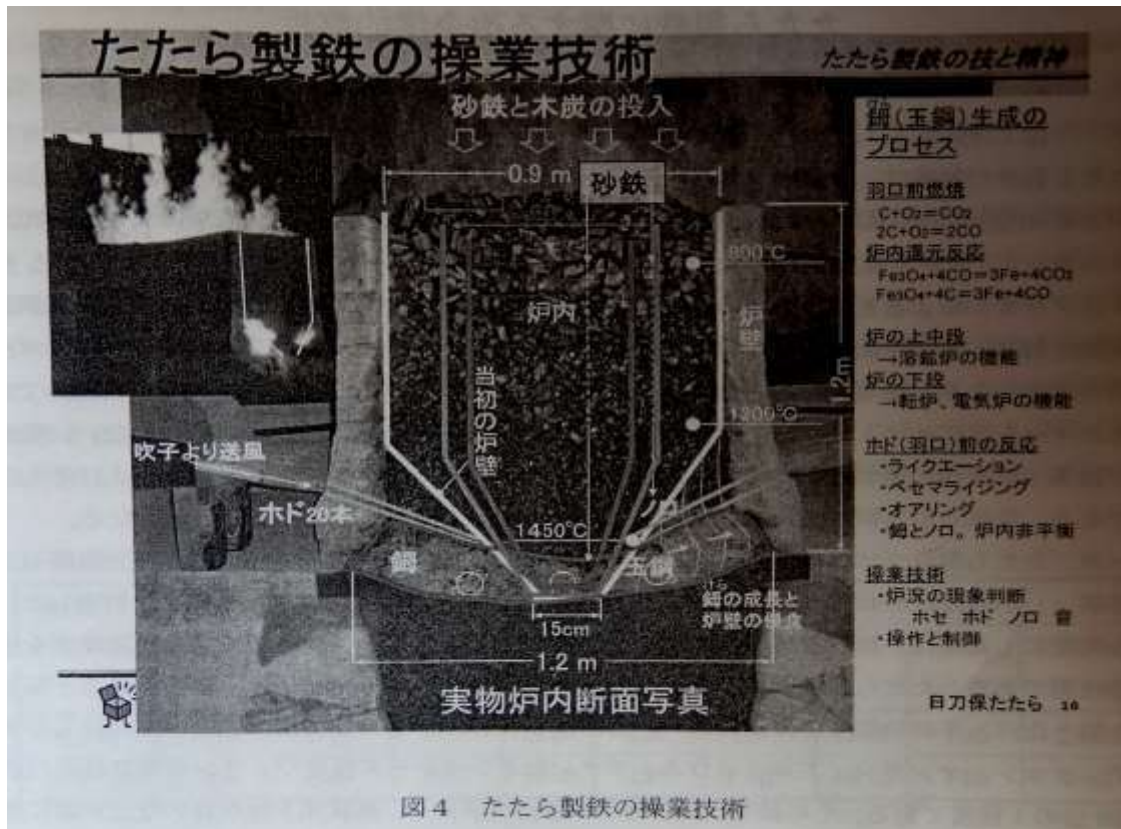 たたら製鉄の操業技術
たたら製鉄の技と精神
砂鉄と木炭の投入
0.9 m
砂鉄
800℃
炉内
炉壁
当初の炉壁
1.2m
1200℃
吹子より送風
ホド20本
ノロ
1450℃
鉧
玉鋼
けら
鉧の成長と
炉壁の侵食
15cm
1.2 m
実物炉内断面写真
けら
鉧(玉鋼)生成の
プロセス
羽口前燃焼
C+O₂=CO₂
2C+O₂=2CO
炉内還元反応
Fe₃O₄+4CO=3Fe+4CO₂
Fe₃O₄+4C=3Fe+4CO
炉の上中段
→溶鉱炉の機能
炉の下段
→転炉、電気炉の機能
ホド(羽口)前の反応
・ライクエーション
・ベセマライジング
・オアリング
・鉧とノロ。炉内非平衡
操業技術
・炉況の現象判断
ホセ ホド ノロ 音
・操作と制御
日刀保たたら
図4 たたら製鉄の操業技術